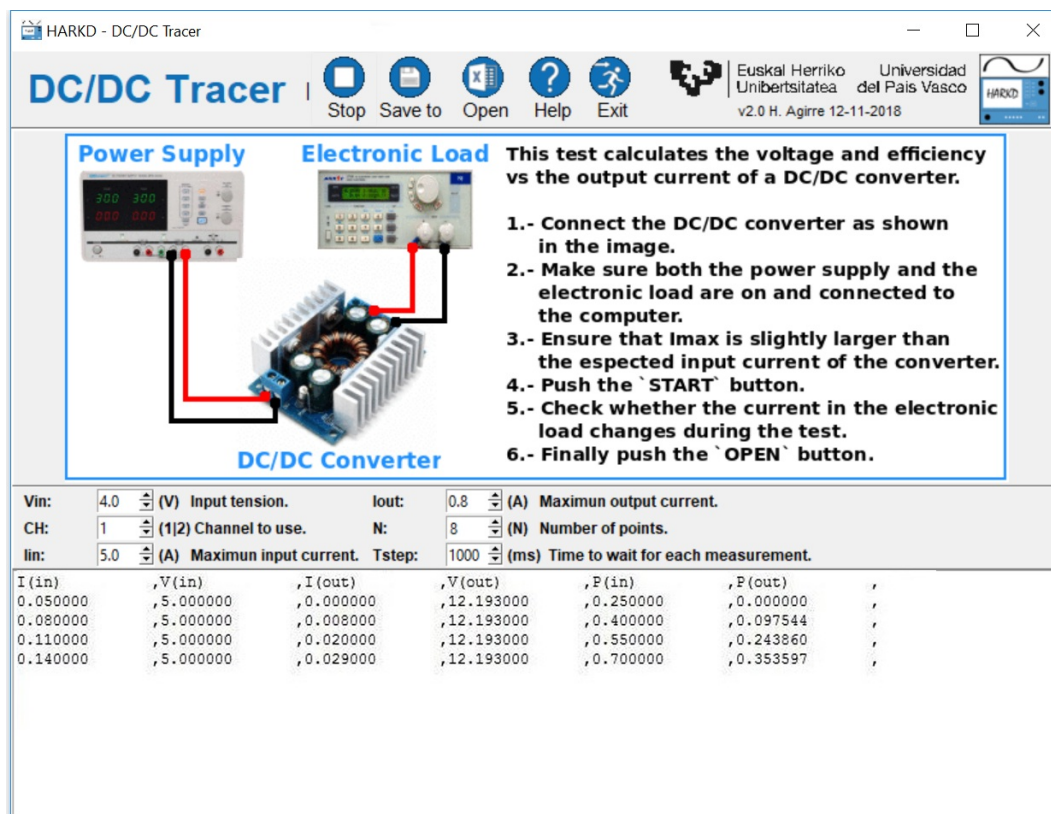 HARKD - DC/DC Tracer
DC/DC Tracer
Stop Save to Open Help Exit
Euskal Herriko Universidad
Unibertsitatea del Pais Vasco
v2.0 H. Agirre 12-11-2018
HARKD
Power Supply Electronic Load
DC/DC Converter
This test calculates the voltage and efficiency
vs the output current of a DC/DC converter.
1.- Connect the DC/DC converter as shown
in the image.
2.- Make sure both the power supply and the
electronic load are on and connected to
the computer.
3.- Ensure that Imax is slightly larger than
the espected input current of the converter.
4.- Push the `START` button.
5.- Check whether the current in the electronic
load changes during the test.
6.- Finally push the `OPEN` button.
Vin: 4.0 (V) Input tension. Iout: 0.8 (A) Maximun output current.
CH: 1 (1|2) Channel to use. N: 8 (N) Number of points.
Iin: 5.0 (A) Maximun input current. Tstep: 1000 (ms) Time to wait for each measurement.
I(in) ,V(in) ,I(out) ,V(out) ,P(in) ,P(out) ,
0.050000 ,5.000000 ,0.000000 ,12.193000 ,0.250000 ,0.000000 ,
0.080000 ,5.000000 ,0.008000 ,12.193000 ,0.400000 ,0.097544 ,
0.110000 ,5.000000 ,0.020000 ,12.193000 ,0.550000 ,0.243860 ,
0.140000 ,5.000000 ,0.029000 ,12.193000 ,0.700000 ,0.353597 ,